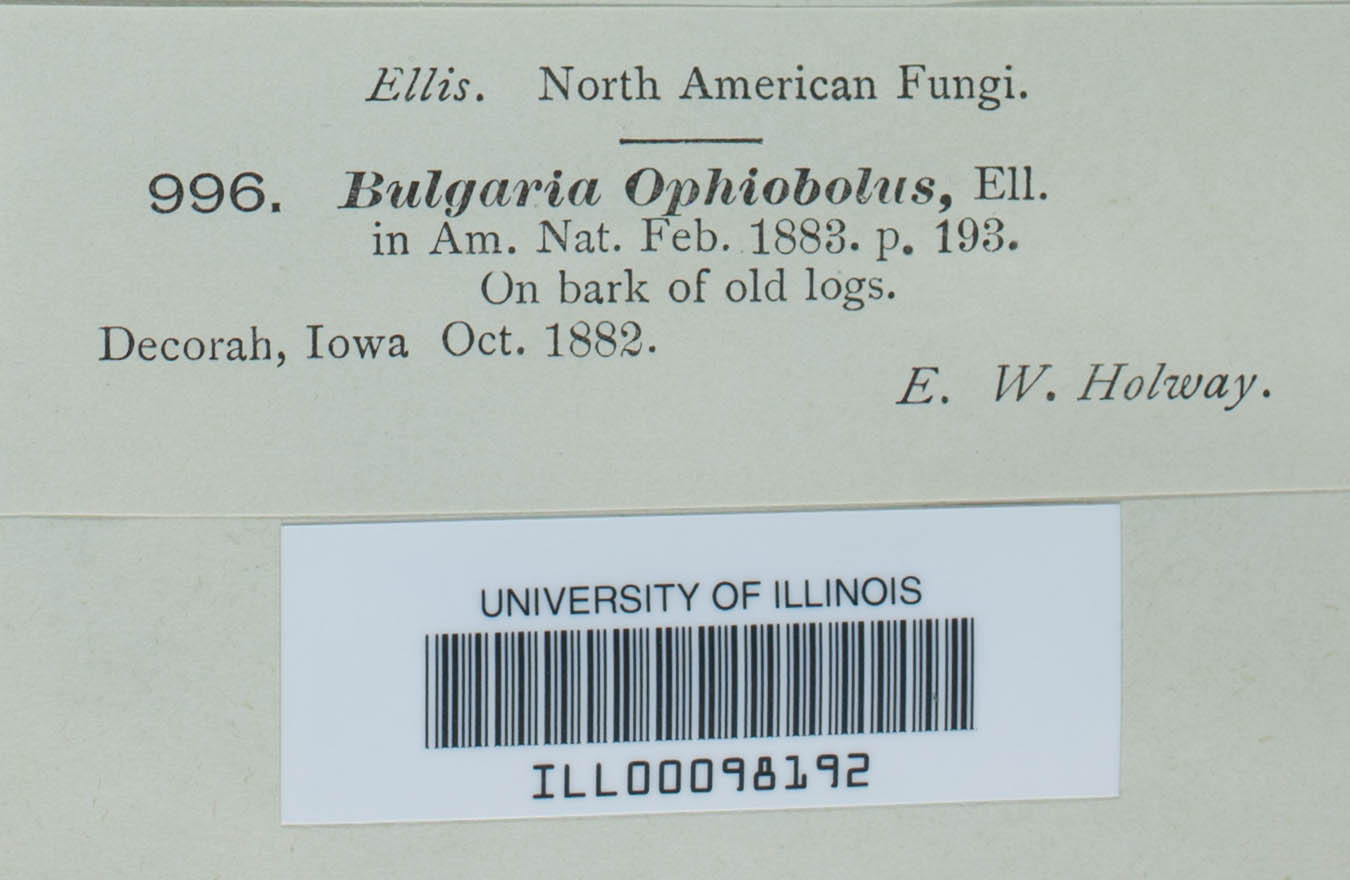 Ellis. North American Fungi.
996. Bulgaria Ophiobolus, Ell.
in Am. Nat. Feb. 1883. p. 193.
On bark of old logs.
Decorah, Iowa Oct. 1882.
E. W. Holway.
UNIVERSITY OF ILLINOIS
ILL00098192